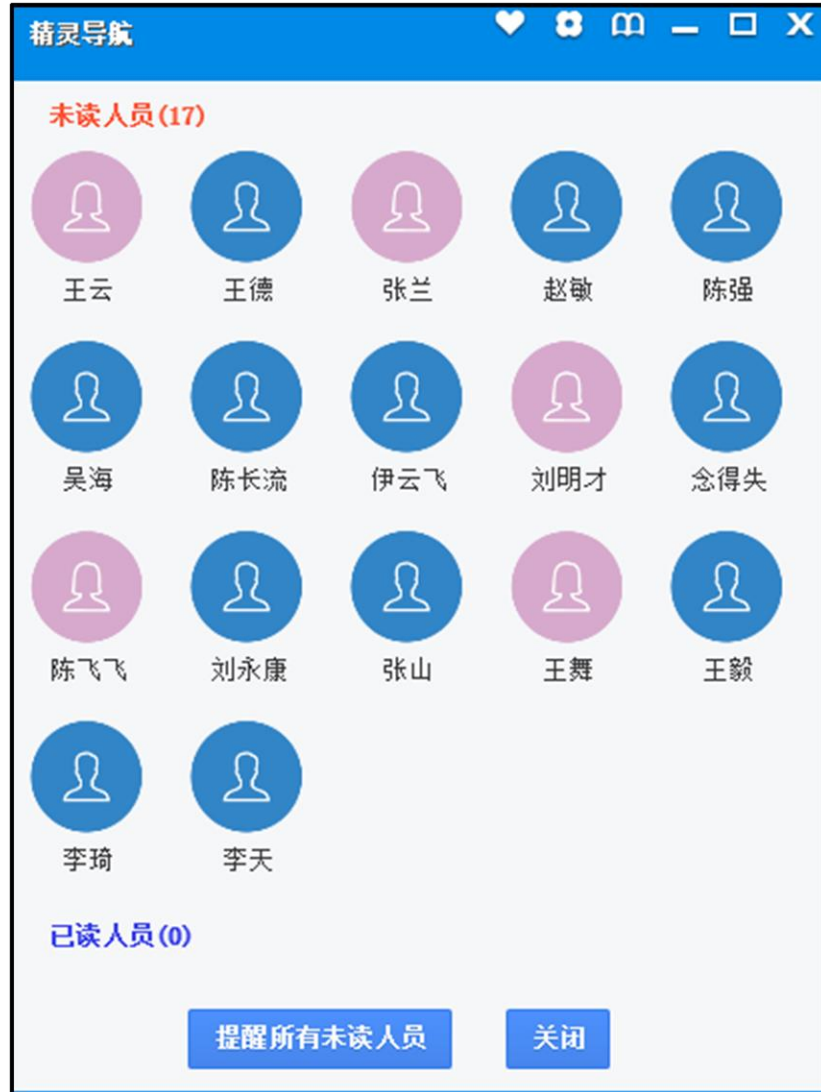 精灵导航
未读人员(17)
王云 王德 张兰 赵敏 陈强
吴海 陈长流 伊云飞 刘明才 念得失
陈飞飞 刘永康 张山 王舞 王毅
李琦 李天
已读人员(0)
提醒所有未读人员 关闭